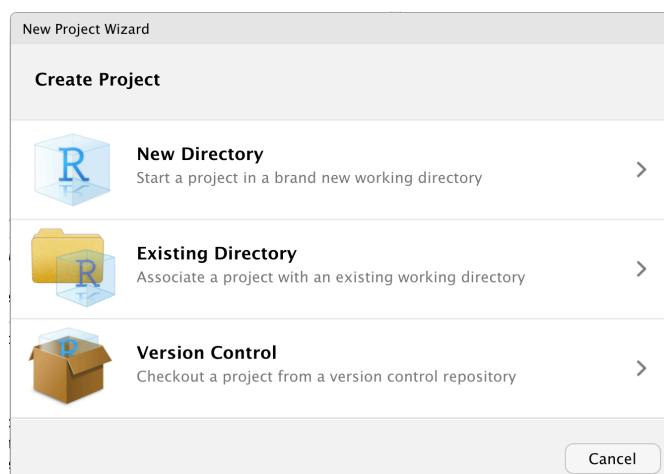 New Project Wizard
Create Project
R
New Directory
Start a project in a brand new working directory
R
Existing Directory
Associate a project with an existing working directory
R
Version Control
Checkout a project from a version control repository
Cancel